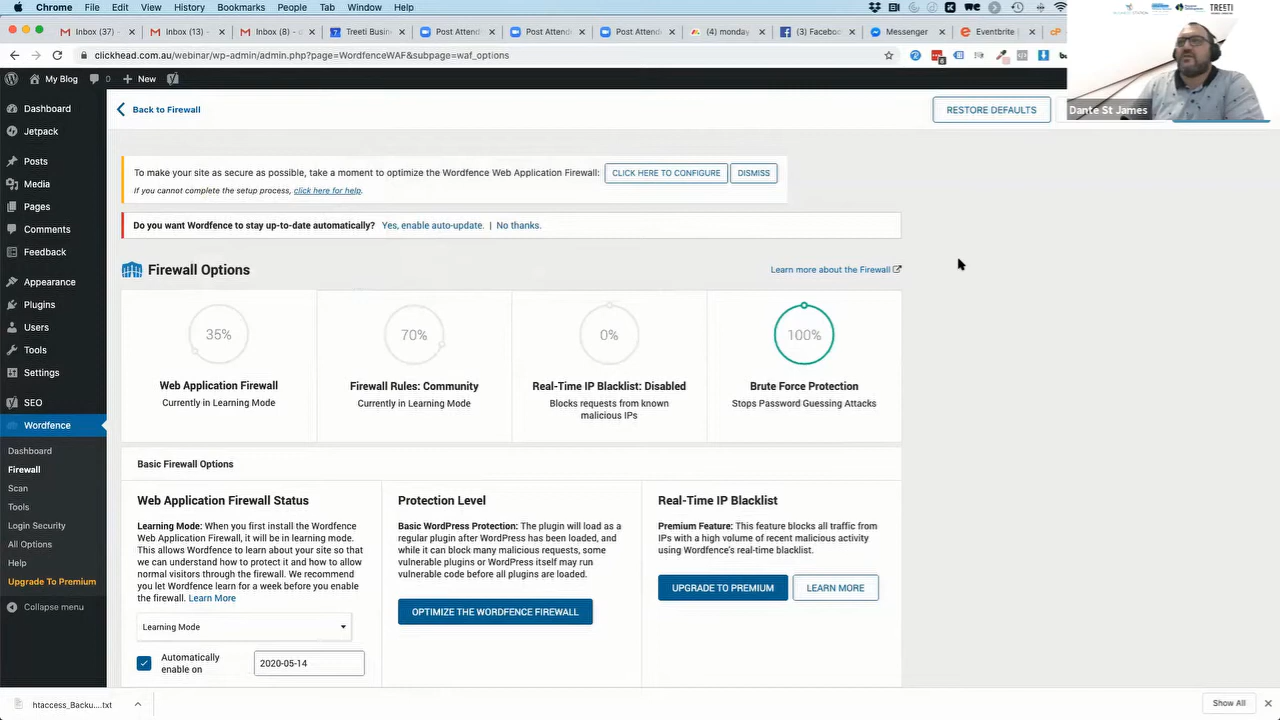 Chrome File Edit View History Bookmarks People Tab Window Help
Inbox (37) Inbox (13) Inbox (8) Treeti Busin Post Attend Post Attend Post Attend (4) monday (3) Facebo Messenger Eventbrite
clickhead.com.au/webinar/wp-admin/admin.php?page=WordfenceWAF&subpage=waf_options
TREETI
My Blog 0 New
Dante St James
Dashboard
Jetpack
Posts
Media
Pages
Comments
Feedback
Appearance
Plugins
Users
Tools
Settings
SEO
Wordfence
Dashboard
Firewall
Scan
Tools
Login Security
All Options
Help
Upgrade To Premium
Collapse menu
Back to Firewall
RESTORE DEFAULTS
To make your site as secure as possible, take a moment to optimize the Wordfence Web Application Firewall: CLICK HERE TO CONFIGURE DISMISS
If you cannot complete the setup process, click here for help.
Do you want Wordfence to stay up-to-date automatically? Yes, enable auto-update. | No thanks.
Firewall Options
Learn more about the Firewall
35%
Web Application Firewall
Currently in Learning Mode
70%
Firewall Rules: Community
Currently in Learning Mode
0%
Real-Time IP Blacklist: Disabled
Blocks requests from known
malicious IPs
100%
Brute Force Protection
Stops Password Guessing Attacks
Basic Firewall Options
Web Application Firewall Status
Learning Mode: When you first install the Wordfence
Web Application Firewall, it will be in learning mode.
This allows Wordfence to learn about your site so that
we can understand how to protect it and how to allow
normal visitors through the firewall. We recommend
you let Wordfence learn for a week before you enable
the firewall. Learn More
Learning Mode
Automatically
enable on
2020-05-14
Protection Level
Basic WordPress Protection: The plugin will load as a
regular plugin after WordPress has been loaded, and
while it can block many malicious requests, some
vulnerable plugins or WordPress itself may run
vulnerable code before all plugins are loaded.
OPTIMIZE THE WORDFENCE FIREWALL
Real-Time IP Blacklist
Premium Feature: This feature blocks all traffic from
IPs with a high volume of recent malicious activity
using Wordfence's real-time blacklist.
UPGRADE TO PREMIUM LEARN MORE
htaccess_Backu....txt
Show All